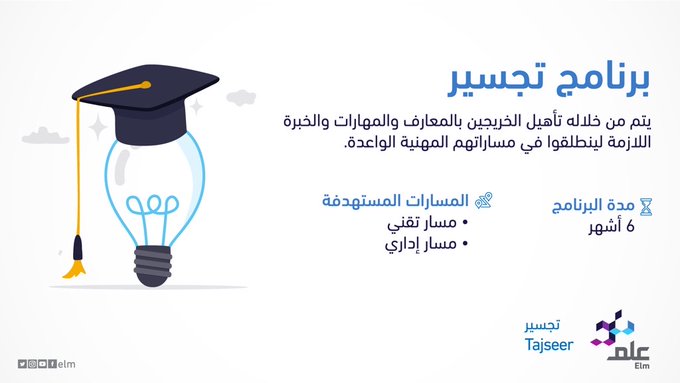 برنامج تجسير
يتم من خلاله تأهيل الخريجين بالمعارف والمهارات والخبرة
اللازمة لينطلقوا في مساراتهم المهنية الواعدة.
مدة البرنامج
6 أشهر
المسارات المستهدفة
• مسار تقني
• مسار إداري
تجسير
Tajseer
علم
Elm
elm